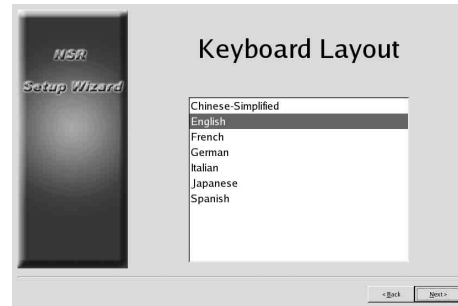 NSR
Setup Wizard
Keyboard Layout
Chinese-Simplified
English
French
German
Italian
Japanese
Spanish
< Back
Next >